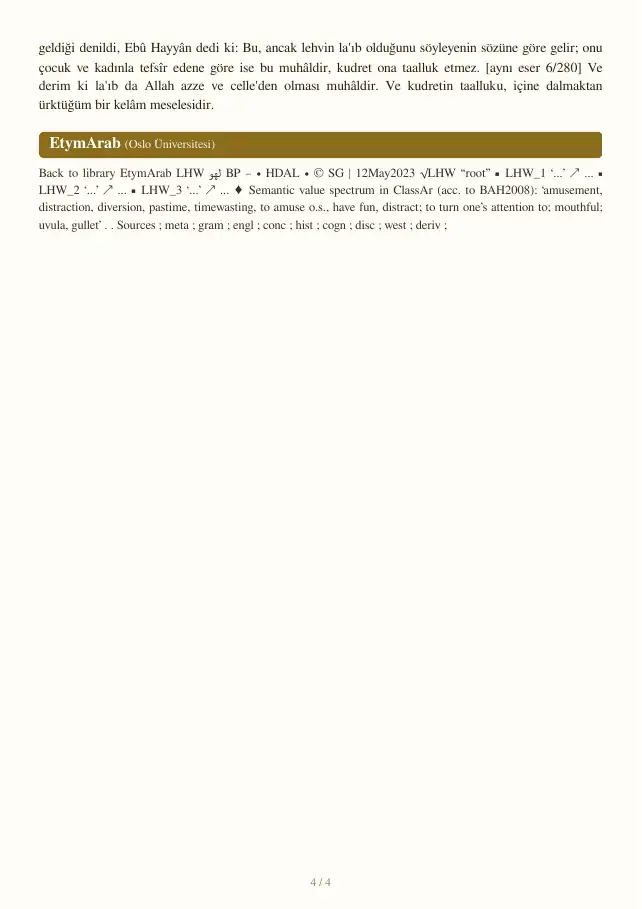 geldiği denildi, Ebû Hayyân dedi ki: Bu, ancak lehvin la'ıb olduğunu söyleyenin sözüne göre gelir; onu
çocuk ve kadınla tefsîr edene göre ise bu muhâldir, kudret ona taalluk etmez. [aynı eser 6/280] Ve
derim ki la'ıb da Allah azze ve celle'den olması muhâldir. Ve kudretin taalluku, içine dalmaktan
ürktüğüm bir kelâm meselesidir.
EtymArab (Oslo Üniversitesi)
Back to library EtymArab LHW لهو BP – • HDAL • © SG | 12May2023 √LHW “root” ▪ LHW_1 ‘...’ ↗ ... ▪
LHW_2 ‘...’ ↗ ... ▪ LHW_3 ‘...’ ↗ ... ♦ Semantic value spectrum in ClassAr (acc. to BAH2008): ‘amusement,
distraction, diversion, pastime, timewasting, to amuse o.s., have fun, distract; to turn one’s attention to; mouthful;
uvula, gullet’ . . Sources ; meta ; gram ; engl ; conc ; hist ; cogn ; disc ; west ; deriv ;
4 / 4